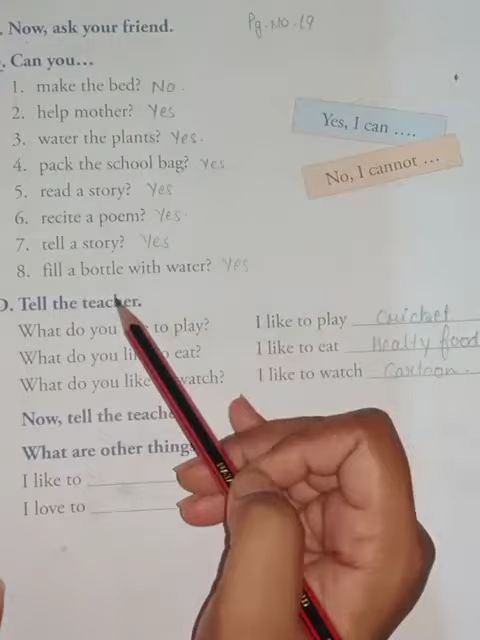 . Now, ask your friend. Pg. No. 19
. Can you...
1. make the bed? No.
2. help mother? Yes
3. water the plants? Yes.
4. pack the school bag? Yes
5. read a story? Yes
6. recite a poem? Yes.
7. tell a story? Yes
8. fill a bottle with water? Yes
Yes, I can ....
No, I cannot ...
D. Tell the teacher.
What do you to play? I like to play Cricket
What do you eat? I like to eat Heally food
What do you like watch? I like to watch Cartoon.
Now, tell the
What are other
I like to
I love to